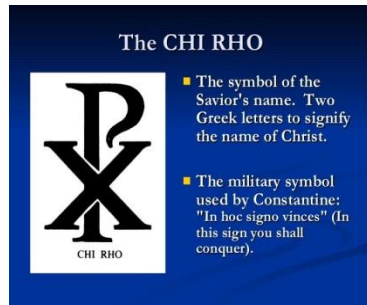 The CHI RHO
The symbol of the
Savior's name. Two
Greek letters to signify
the name of Christ.
The military symbol
used by Constantine:
"In hoc signo vinces" (In
this sign you shall
conquer).
CHI RHO